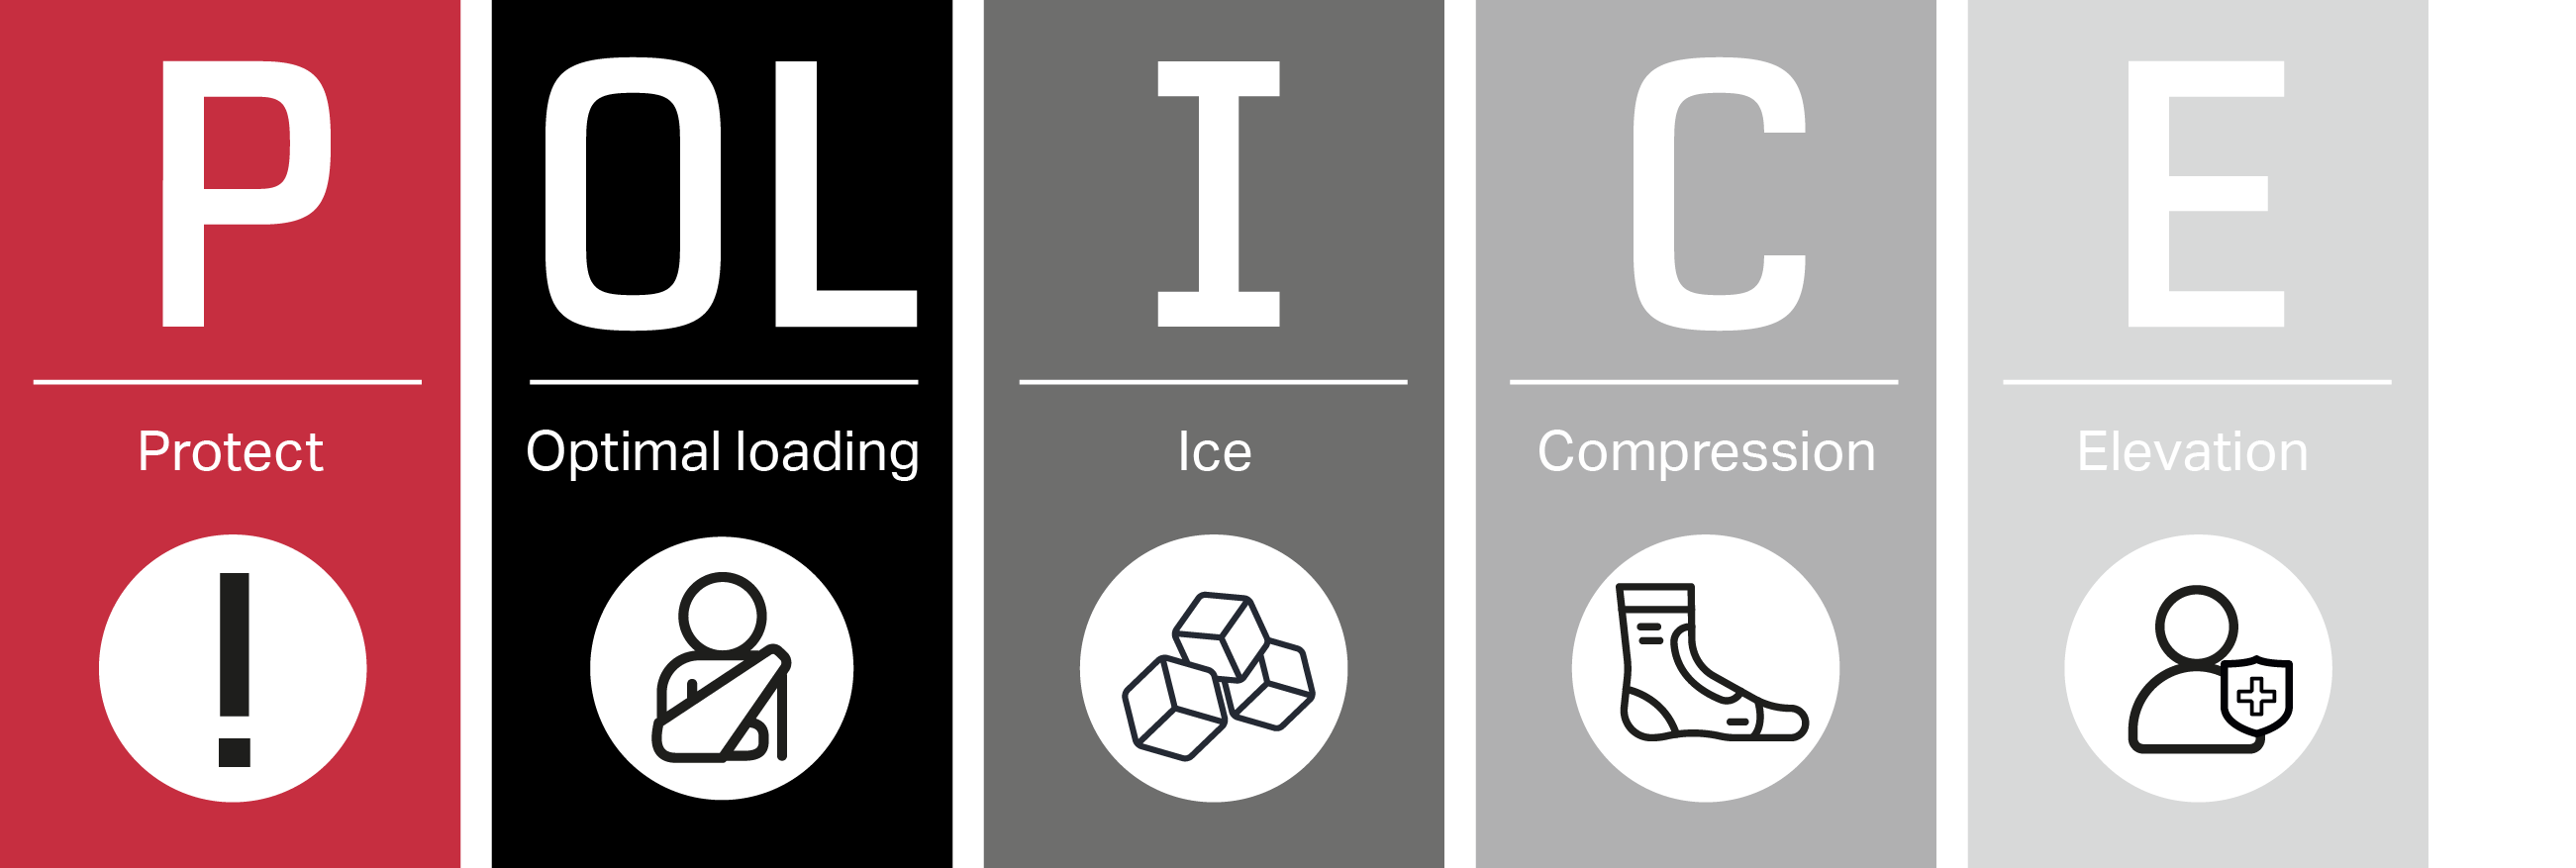 P
Protect
!
OL
Optimal loading
I
Ice
C
Compression
E
Elevation